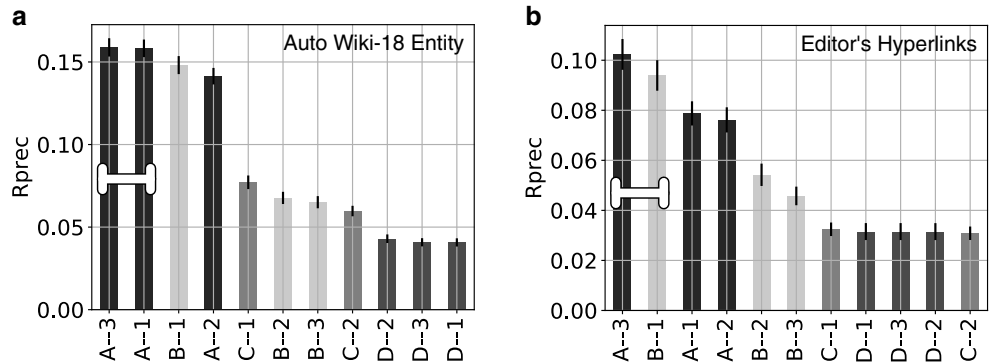 a
Auto Wiki-18 Entity
Rprec
0.15
0.10
0.05
0.00
A--3
A--1
B--1
A--2
C--1
B--2
B--3
C--2
D--2
D--3
D--1
b
Editor's Hyperlinks
Rprec
0.10
0.08
0.06
0.04
0.02
0.00
A--3
B--1
A--1
A--2
B--2
B--3
C--1
D--1
D--3
D--2
C--2